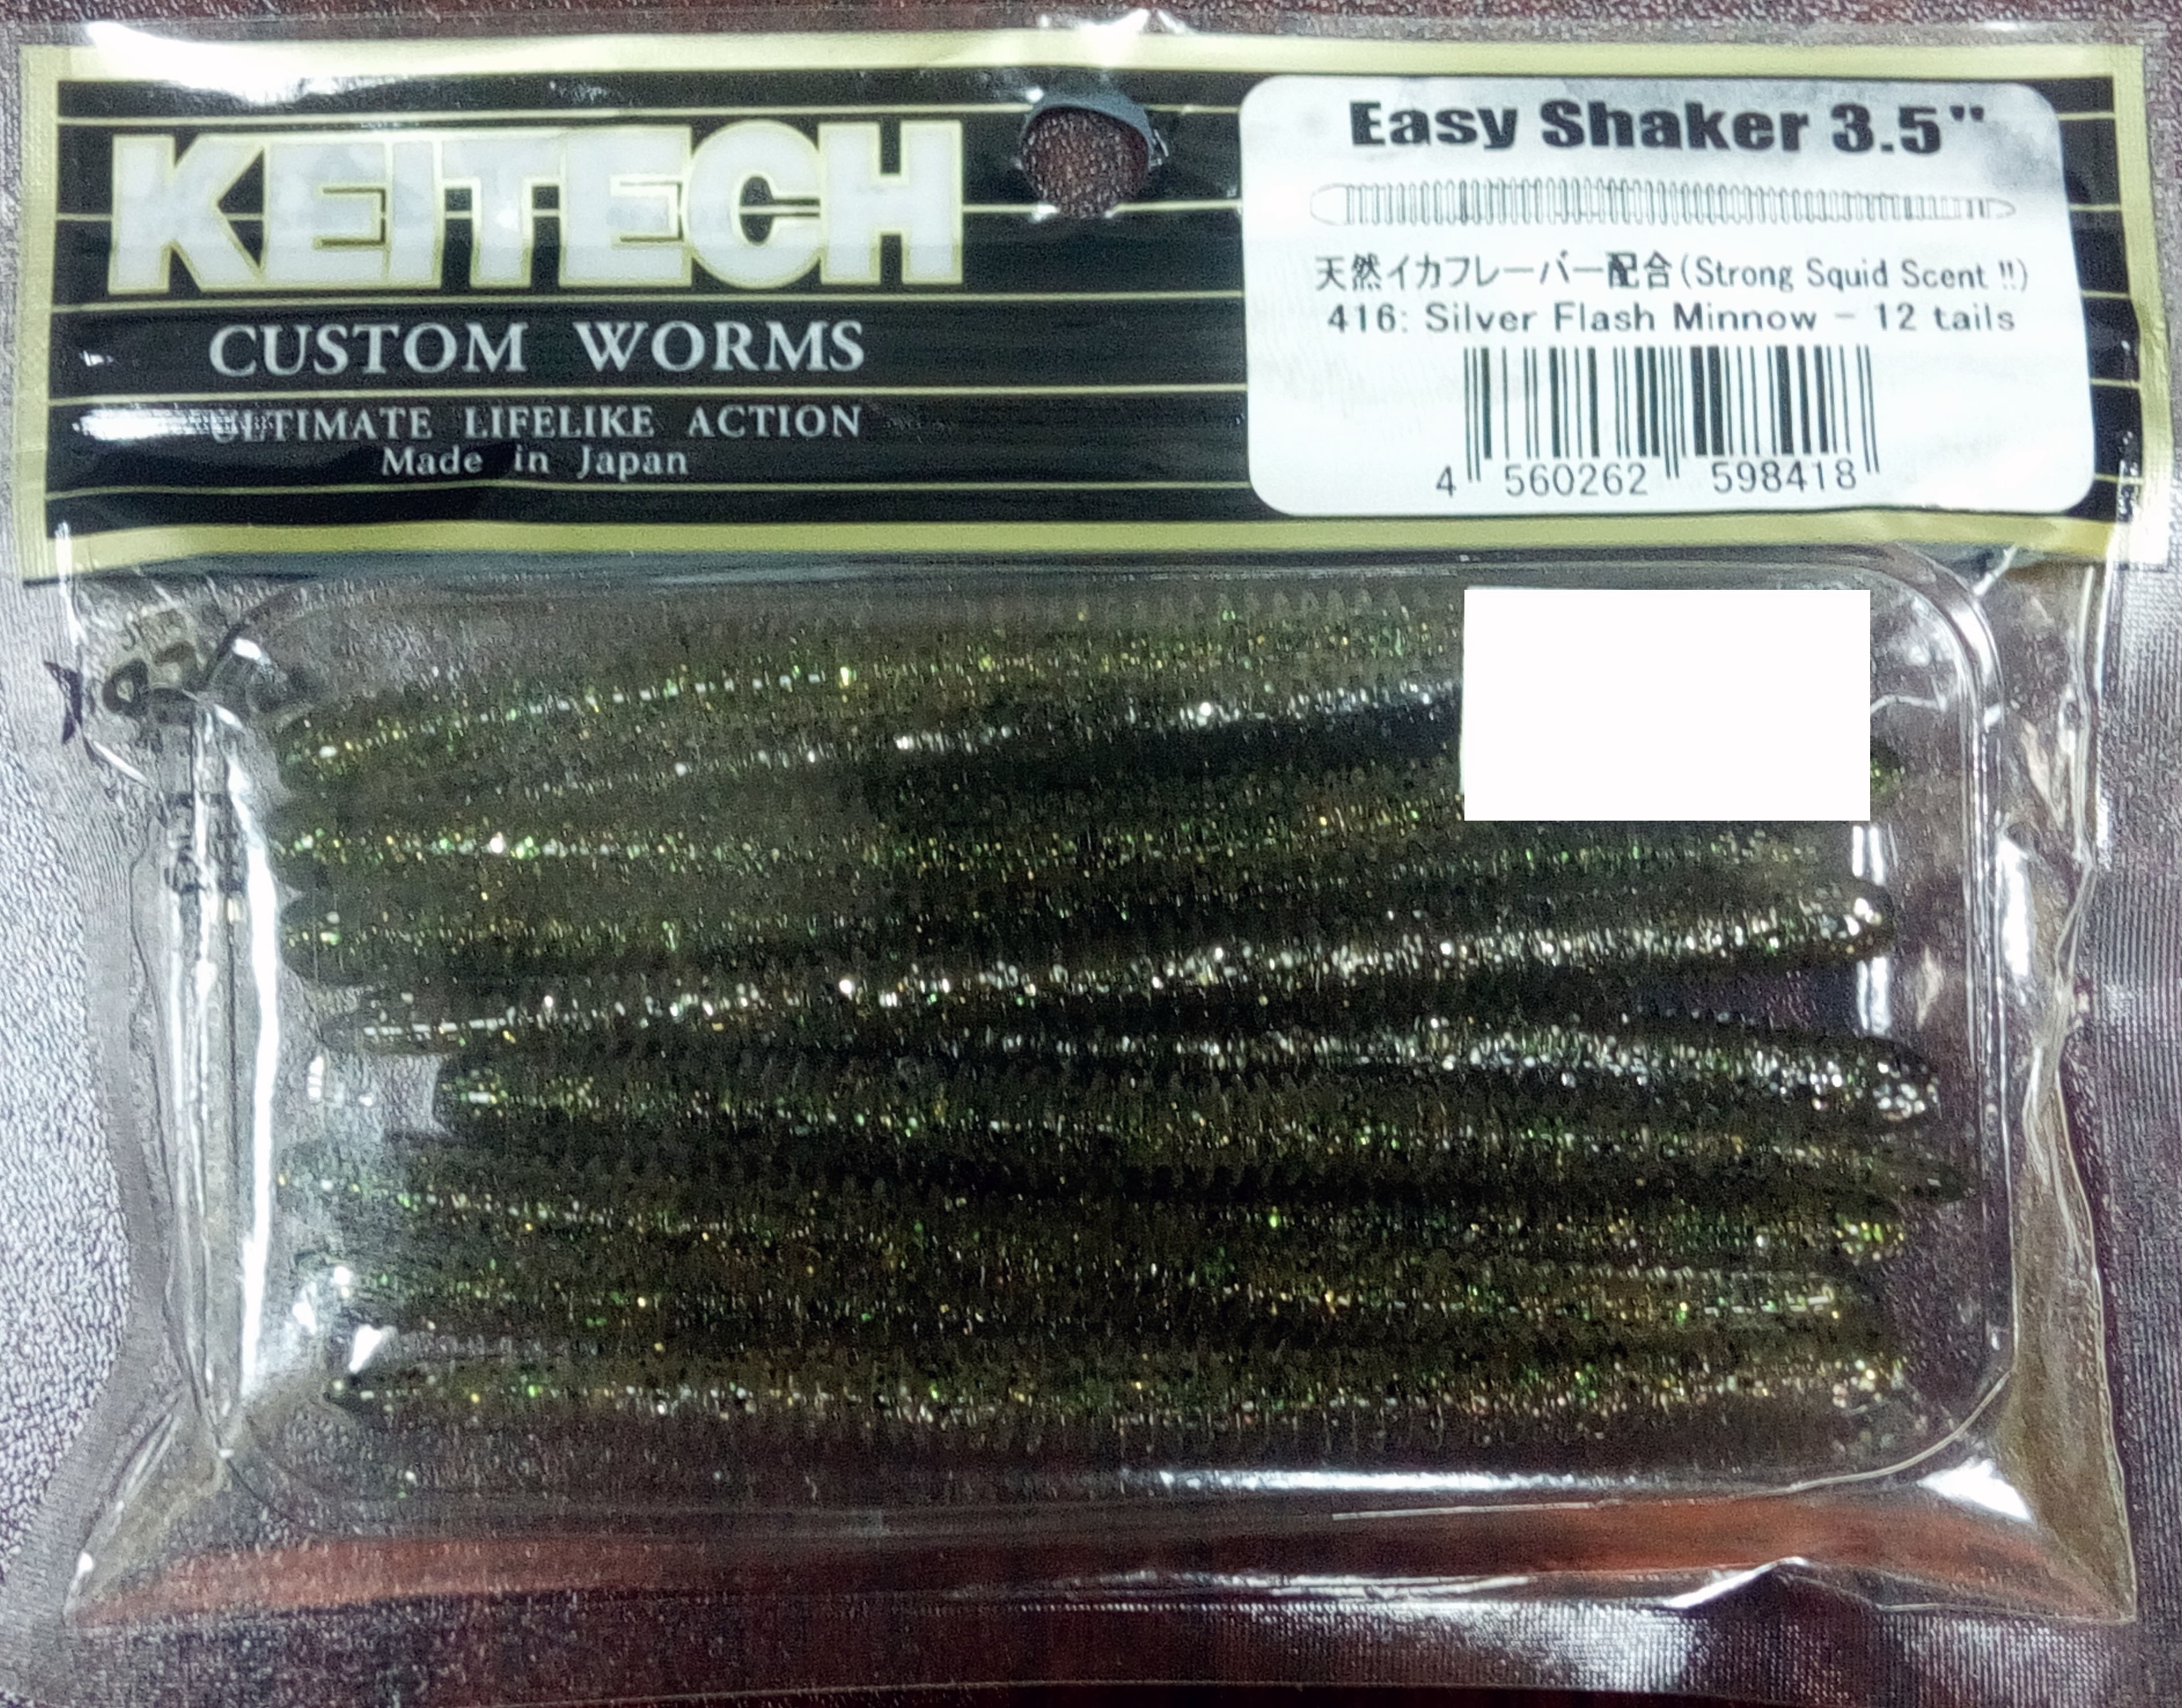 KEITECH
CUSTOM WORMS
ULTIMATE LIFELIKE ACTION
Made in Japan
Easy Shaker 3.5"
天然イカフレーバー配合(Strong Squid Scent !!)
416: Silver Flash Minnow - 12 tails
4 560262 598418